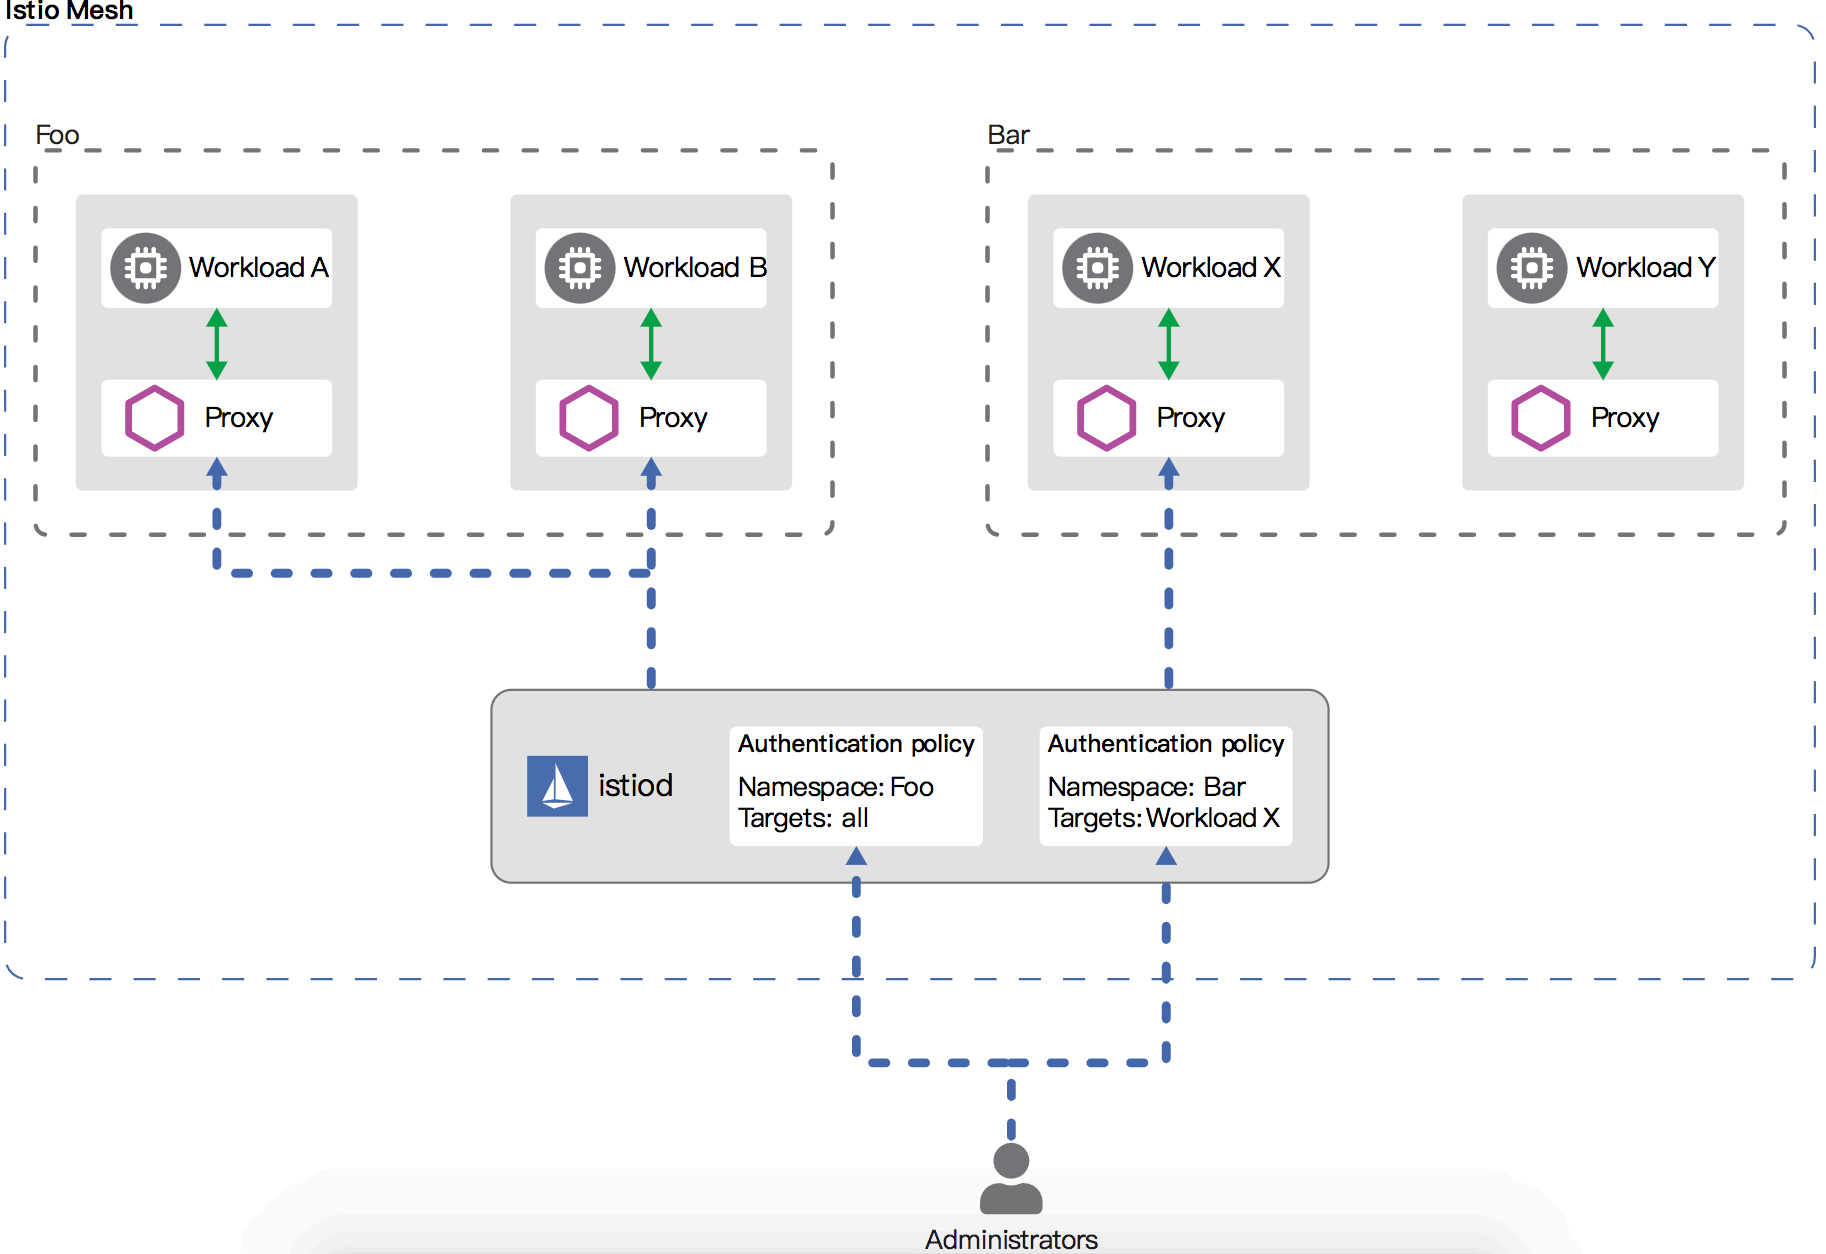 Istio Mesh
Foo
Bar
Workload A
Workload B
Workload X
Workload Y
Proxy
Proxy
Proxy
Proxy
istiod
Authentication policy
Namespace: Foo
Targets: all
Authentication policy
Namespace: Bar
Targets: Workload X
Administrators